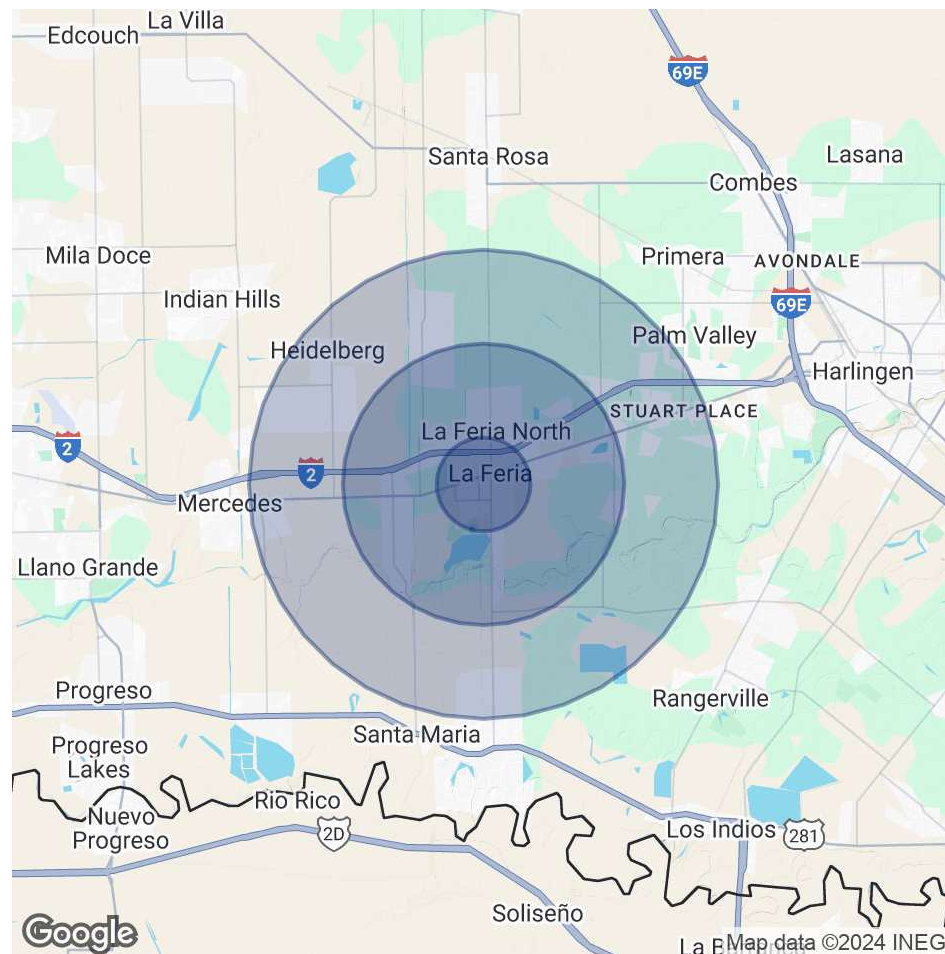 La Villa
Edcouch
69E
Santa Rosa
Lasana
Combes
Mila Doce
Primera
AVONDALE
Indian Hills
69E
Palm Valley
Heidelberg
Harlingen
STUART PLACE
La Feria North
2
La Feria
2
Mercedes
Llano Grande
Progreso
Rangerville
Santa Maria
Progreso
Lakes
Rio Rico
Nuevo
Progreso
2D
Los Indios
281
Soliseño
Google
La B
Map data ©2024 INEG